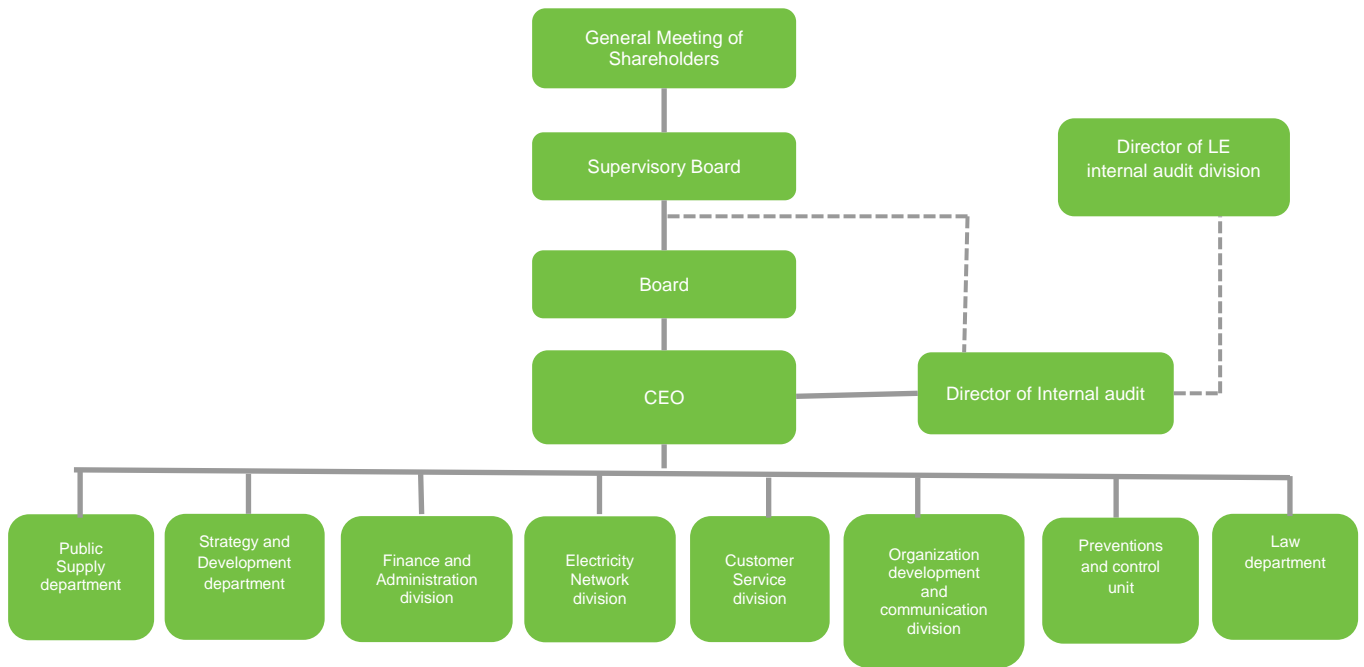 General Meeting of
Shareholders
Supervisory Board
Director of LE
internal audit division
Board
CEO
Director of Internal audit
Public
Supply
department
Strategy and
Development
department
Finance and
Administration
division
Electricity
Network
division
Customer
Service
division
Organization
development
and
communication
division
Preventions
and control
unit
Law
department